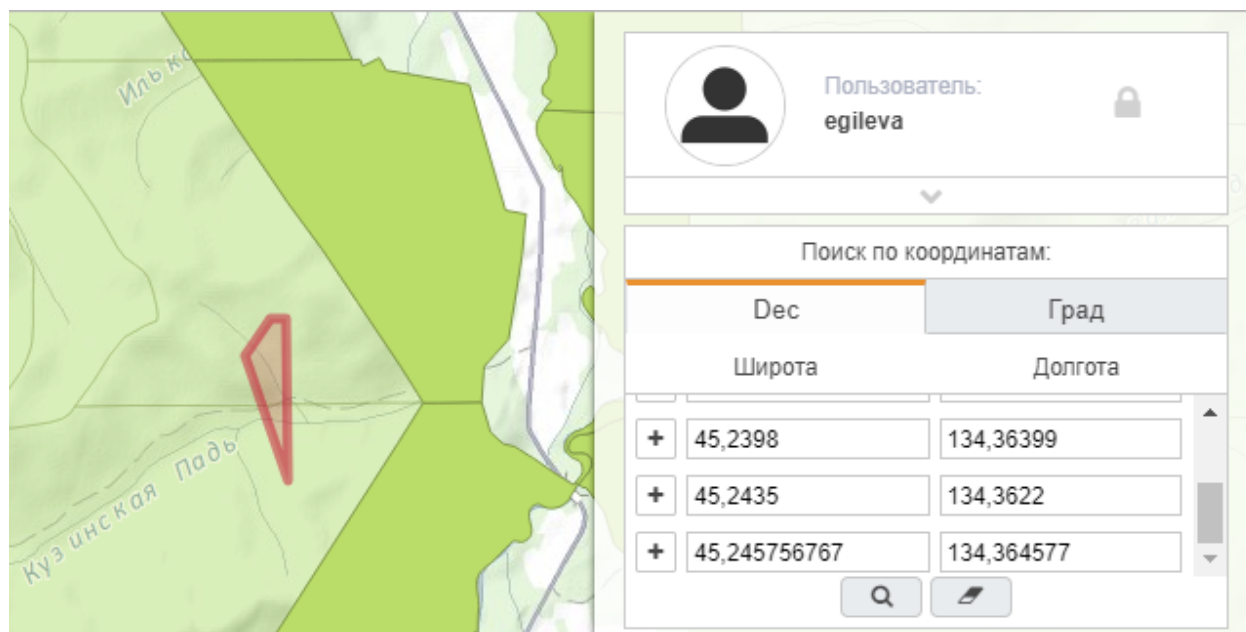 Илько
Кузинская Падь
Пользователь:
egileva
Поиск по координатам:
Dec
Град
Широта
Долгота
+ 45,2398 134,36399
+ 45,2435 134,3622
+ 45,245756767 134,364577